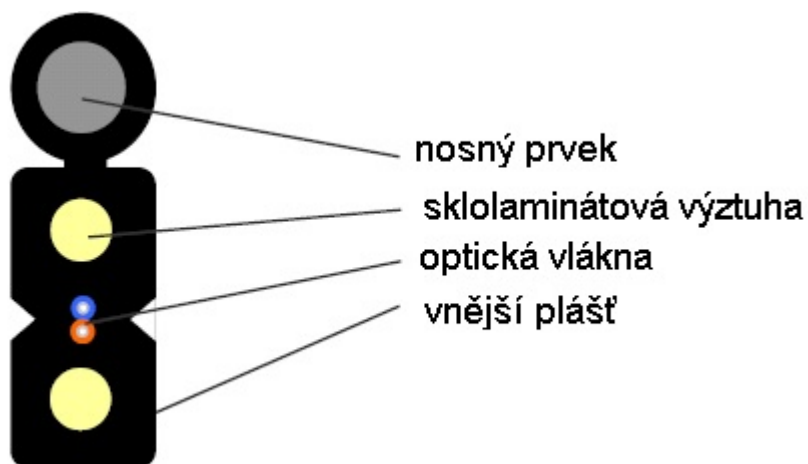 nosný prvek
sklolaminátová výztuha
optická vlákna
vnější plášť